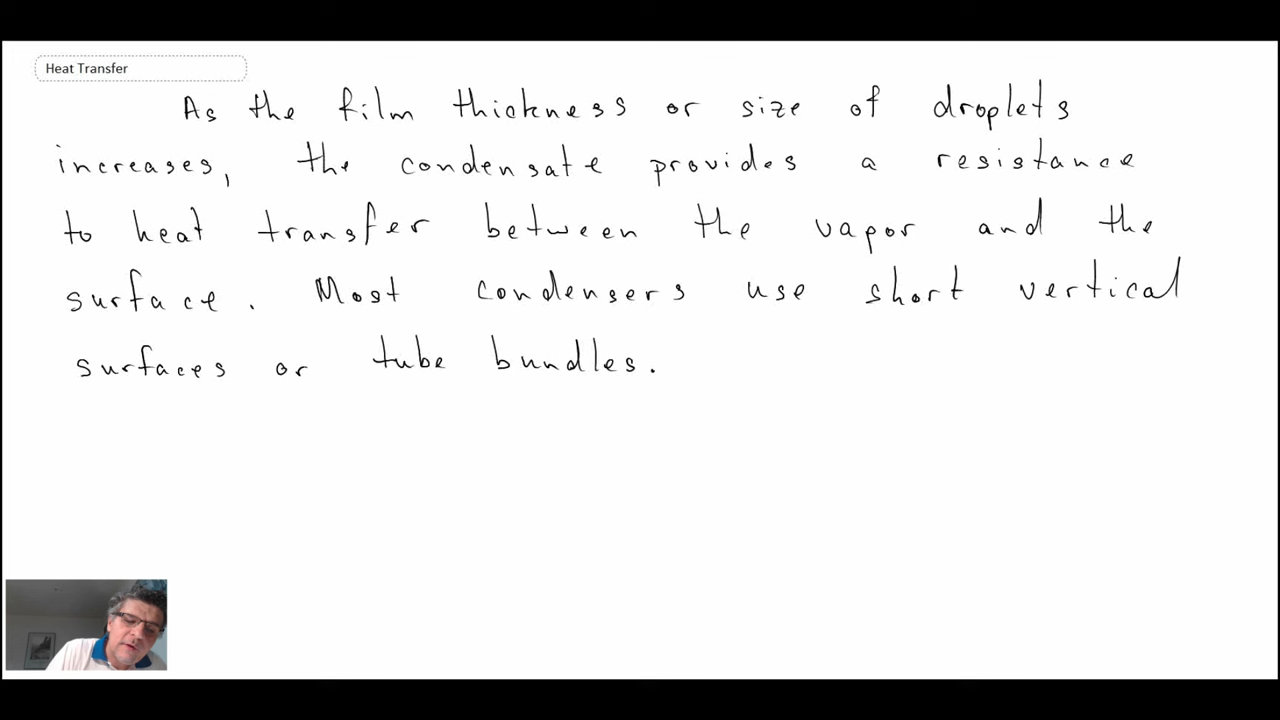 Heat Transfer
As the film thickness or size of droplets
increases, the condensate provides a resistance
to heat transfer between the vapor and the
surface. Most condensers use short vertical
surfaces or tube bundles.